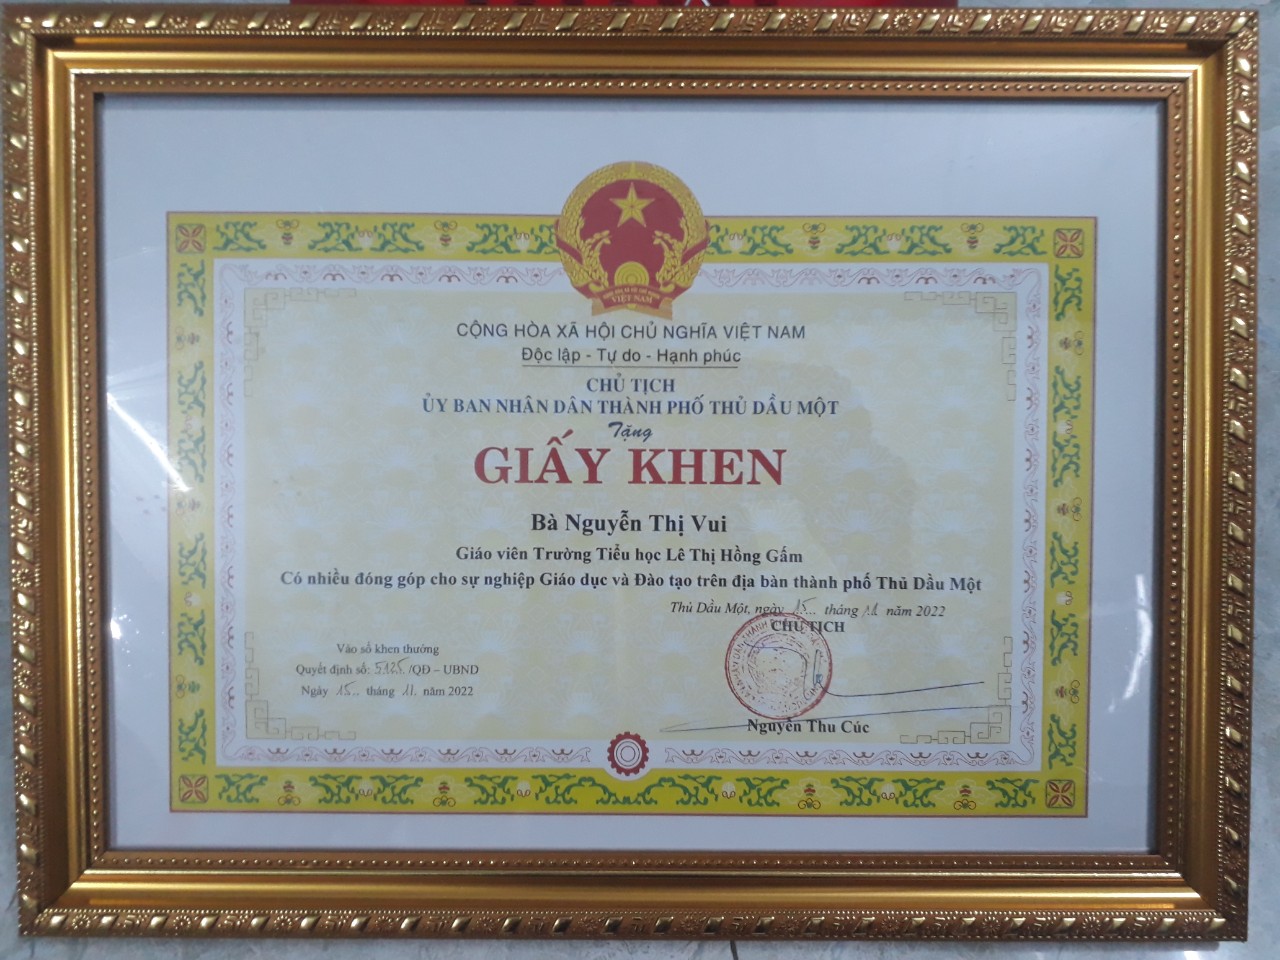 VIỆT NAM
CỘNG HÒA XÃ HỘI CHỦ NGHĨA VIỆT NAM
Độc lập - Tự do - Hạnh phúc
CHỦ TỊCH
ỦY BAN NHÂN DÂN THÀNH PHỐ THỦ DẦU MỘT
Tặng
GIẤY KHEN
Bà Nguyễn Thị Vui
Giáo viên Trường Tiểu học Lê Thị Hồng Gấm
Có nhiều đóng góp cho sự nghiệp Giáo dục và Đào tạo trên địa bàn thành phố Thủ Dầu Một
Thủ Dầu Một, ngày 15 tháng 11 năm 2022
CHỦ TỊCH
Vào sổ khen thưởng
Quyết định số: 5125/QĐ – UBND
Ngày 15 tháng 11 năm 2022
Nguyễn Thu Cúc